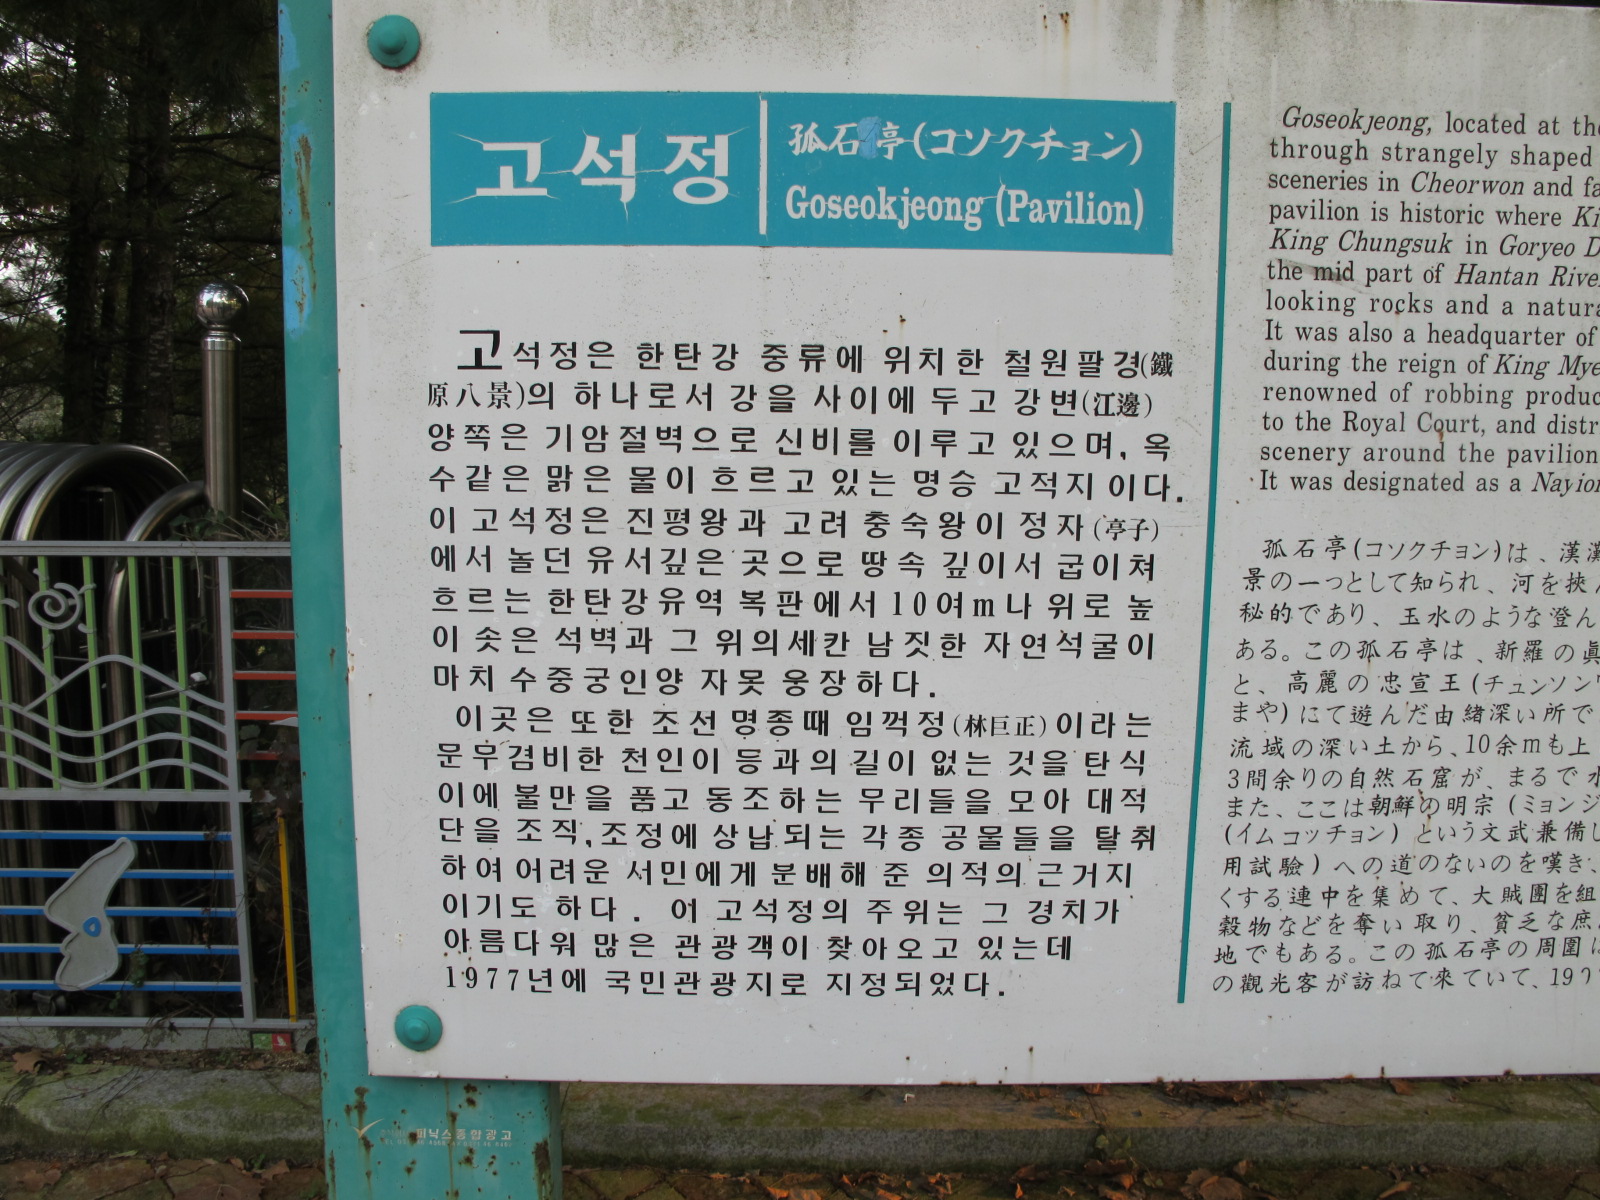 고석정
孤石亭(コソクチョン)
Goseokjeong (Pavilion)
고석정은 한탄강 중류에 위치한 철원팔경(鐵
原八景)의 하나로서 강을 사이에 두고 강변(江邊)
양쪽은 기암절벽으로 신비를 이루고 있으며, 옥
수같은 맑은 물이 흐르고 있는 명승 고적지이다.
이 고석정은 진평왕과 고려 충숙왕이 정자(亭子)
에서 놀던 유서깊은 곳으로 땅속 깊이서 굽이쳐
흐르는 한탄강유역 복판에서 10여m나 위로 높
이 솟은 석벽과 그 위의세칸 남짓한 자연석굴이
마치 수중궁인양 자못 웅장하다.
이곳은 또한 조선 명종때 임꺽정(林巨正)이라는
문무겸비한 천인이 등과의 길이 없는 것을 탄식
이에 불만을 품고 동조하는 무리들을 모아 대적
단을 조직,조정에 상납되는 각종 공물들을 탈취
하여 어려운 서민에게 분배해 준 의적의 근거지
이기도 하다. 이 고석정의 주위는 그 경치가
아름다워 많은 관광객이 찾아오고 있는데
1977년에 국민관광지로 지정되었다.
Goseokjeong, located at the
through strangely shaped
sceneries in Cheorwon and fa
pavilion is historic where Ki
King Chungsuk in Goryeo D
the mid part of Hantan River
looking rocks and a natura
It was also a headquarter of
during the reign of King Mye
renowned of robbing produc
to the Royal Court, and distr
scenery around the pavilion
It was designated as a Nayion
孤石亭(コソクチョン)は、漢灘
景の一つとして知られ、河を挾ん
秘的であり、玉水のような澄ん
ある。この孤石亭は、新羅の眞
と、高麗の忠宣王(チュンソンワ
まや)にて遊んだ由緖深い所で
流域の深い土から、10余mも上
3間余りの自然石窟が、まるで水
また、ここは朝鮮の明宗(ミョンジ
(イムコッチョン)という文武兼備し
用試驗)への道のないのを嘆き、
くする連中を集めて、大賊團を組
穀物などを奪い取り、貧乏な庶
地でもある。この孤石亭の周圍は
の觀光客が訪ねて來ていて、197
피닉스종합광고